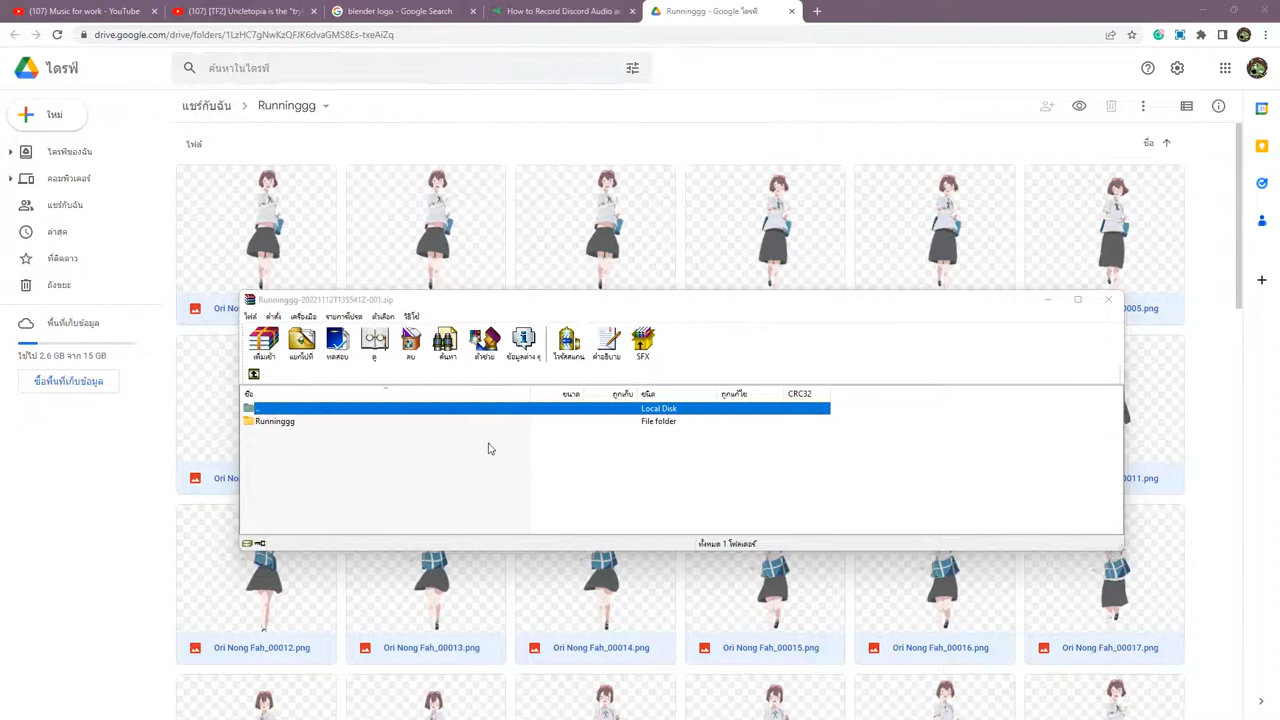 (107) Music for work - YouTube
(107) [TF2] Uncletopia is the "try
blender logo - Google Search
How to Record Discord Audio a
Runninggg - Google ไดรฟ์
drive.google.com/drive/folders/1LzHC7gNwKzQFJK6dvaGMS8Es-txeAiZq
ไดรฟ์
ค้นหาในไดรฟ์
ใหม่
แชร์กับฉัน
Runninggg
ไดรฟ์ของฉัน
คอมพิวเตอร์
แชร์กับฉัน
ล่าสุด
ที่ติดดาว
ถังขยะ
พื้นที่เก็บข้อมูล
ใช้ไป 2.6 GB จาก 15 GB
ซื้อพื้นที่เก็บข้อมูล
ไฟล์
ชื่อ
Ori No
0005.png
Runninggg-20221112T135541Z-001.zip
ไฟล์ คำสั่ง เครื่องมือ รายการโปรด ตัวเลือก วิธีใช้
เพิ่มเข้า แยกไปที่ ทดสอบ ดู ลบ ค้นหา ตัวช่วย ข้อมูลต่าง ๆ ไวรัสสแกน คำอธิบาย SFX
ชื่อ ขนาด ถูกเก็บ ชนิด ถูกแก้ไข CRC32
.. Local Disk
Runninggg File folder
ทั้งหมด 1 โฟลเดอร์
Ori No
0011.png
Ori Nong Fah_00012.png
Ori Nong Fah_00013.png
Ori Nong Fah_00014.png
Ori Nong Fah_00015.png
Ori Nong Fah_00016.png
Ori Nong Fah_00017.png